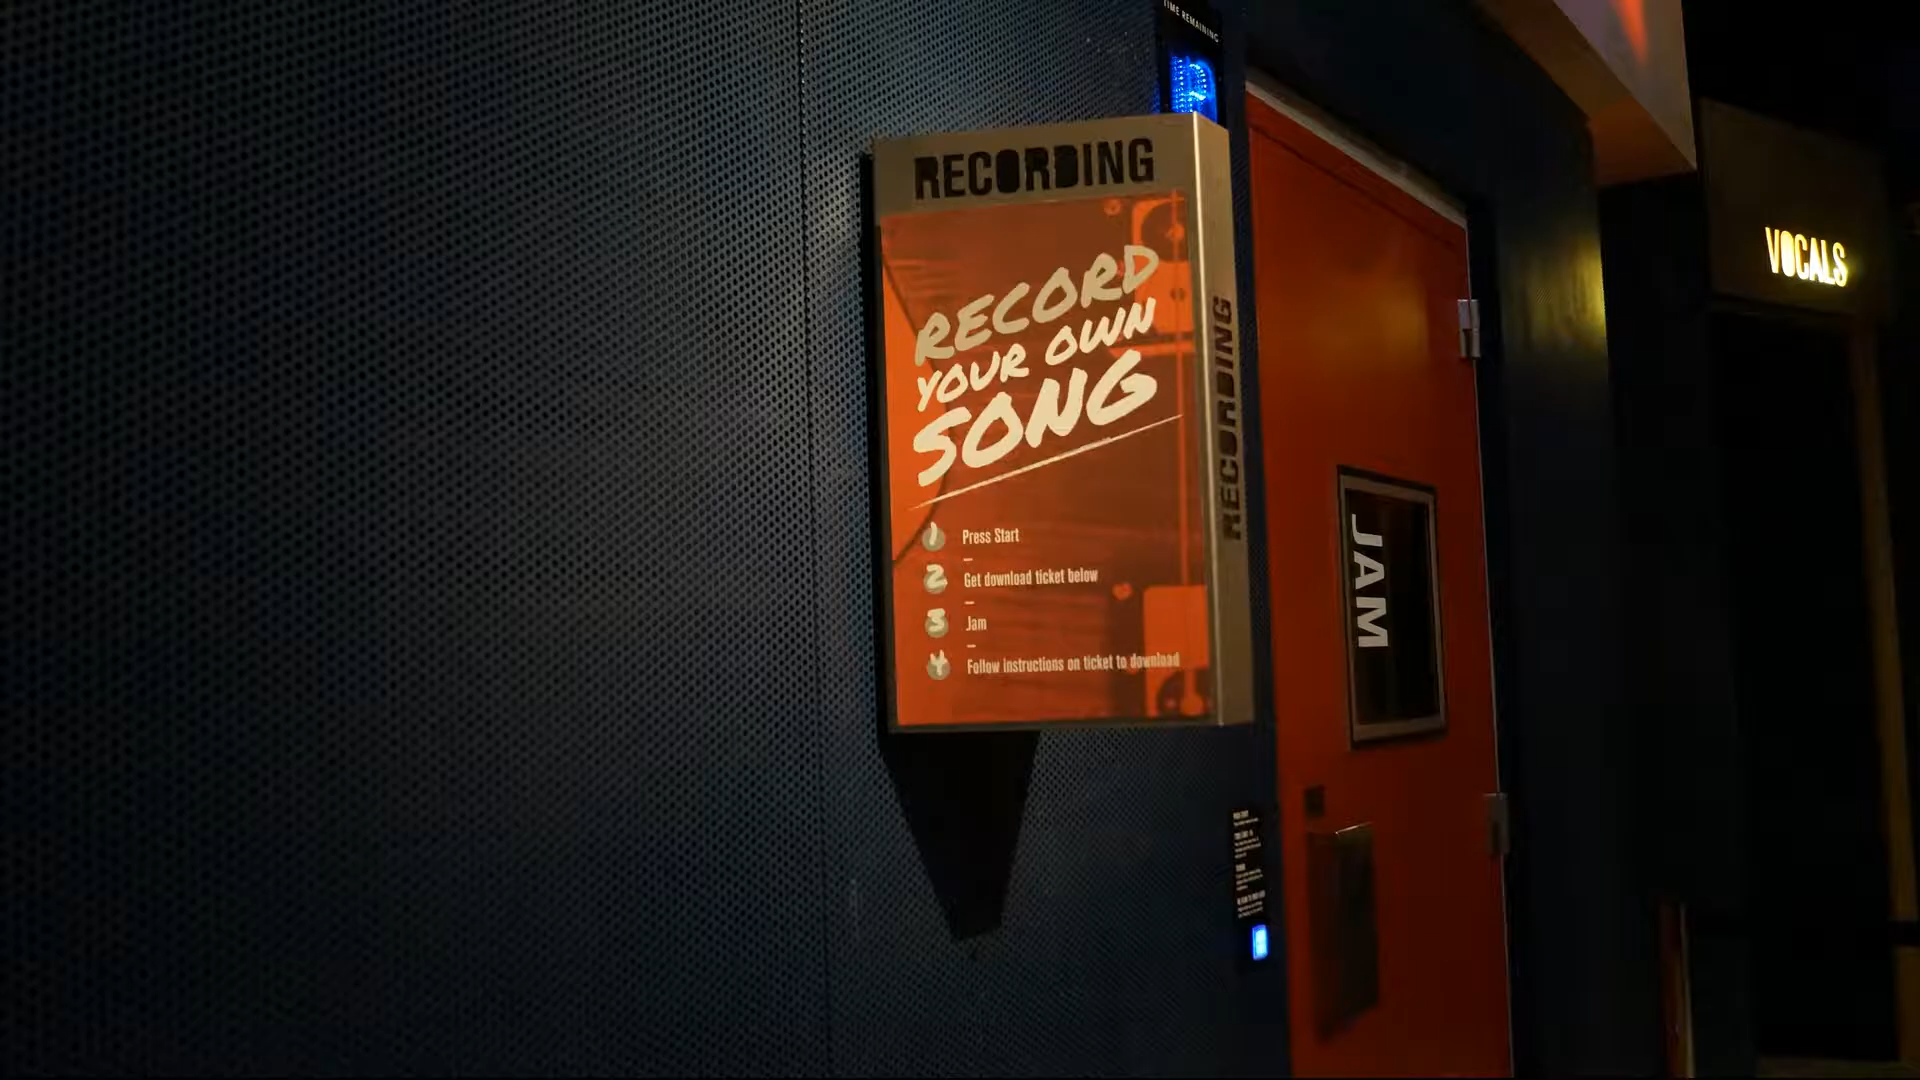 TIME REMAINING
RECORDING
RECORD
YOUR OWN
SONG
1 Press Start
2 Get download ticket below
3 Jam
4 Follow instructions on ticket to download
RECORDING
JAM
VOCALS